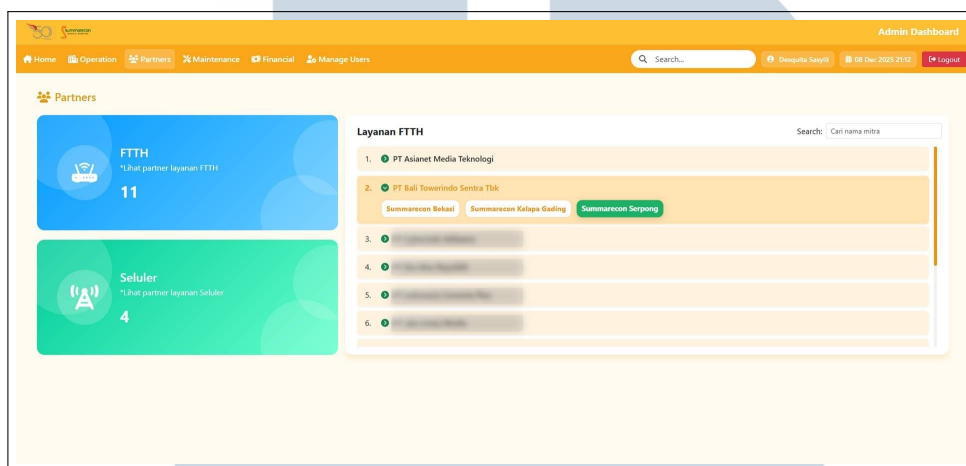 50 Summarecon
Admin Dashboard
Home Operation Partners Maintenance Financial Manage Users Search... Desquita Sasyili 08 Dec 2025 21:12 Logout
Partners
FTTH
*Lihat partner layanan FTTH
11
Seluler
*Lihat partner layanan Seluler
4
Layanan FTTH Search: Cari nama mitra
1. PT Asianet Media Teknologi
2. PT Bali Towerindo Sentra Tbk
Summarecon Bekasi Summarecon Kelapa Gading Summarecon Serpong
3.
4.
5.
6.